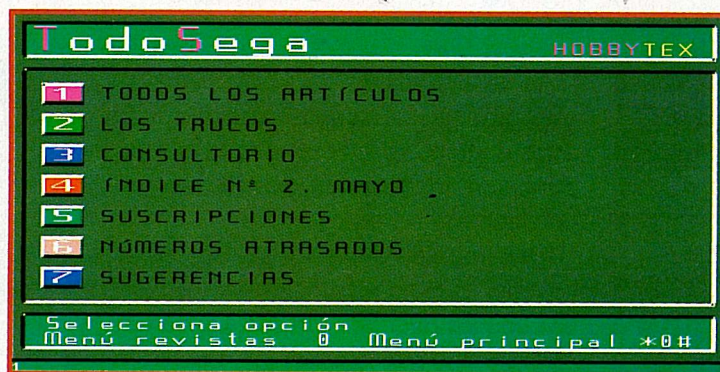 TodoSega HOBBYTEX
1 TODOS LOS ARTÍCULOS
2 LOS TRUCOS
3 CONSULTORIO
4 ÍNDICE Nº 2. MAYO
5 SUSCRIPCIONES
6 NÚMEROS ATRASADOS
7 SUGERENCIAS
Selecciona opción
Menú revistas 0 Menú principal *0#
1